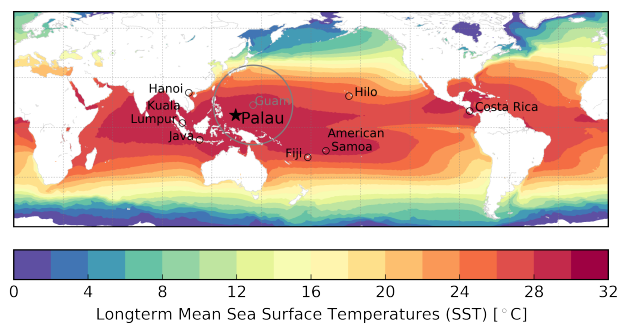 Hanoi
Guam
Hilo
Kuala
Lumpur
Costa Rica
Palau
Java
American
Samoa
Fiji
0 4 8 12 16 20 24 28 32
Longterm Mean Sea Surface Temperatures (SST) [°C]